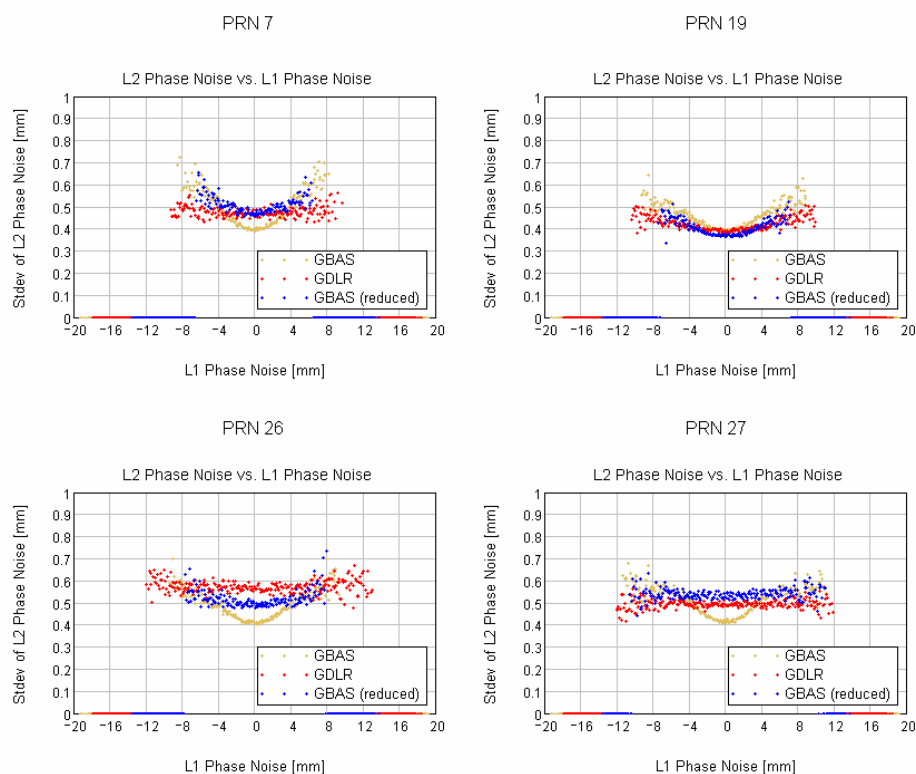 PRN 7
L2 Phase Noise vs. L1 Phase Noise
Stdev of L2 Phase Noise [mm]
1
0.9
0.8
0.7
0.6
0.5
0.4
0.3
0.2
0.1
0
GBAS
GDLR
GBAS (reduced)
-20 -16 -12 -8 -4 0 4 8 12 16 20
L1 Phase Noise [mm]
PRN 19
L2 Phase Noise vs. L1 Phase Noise
Stdev of L2 Phase Noise [mm]
1
0.9
0.8
0.7
0.6
0.5
0.4
0.3
0.2
0.1
0
GBAS
GDLR
GBAS (reduced)
-20 -16 -12 -8 -4 0 4 8 12 16 20
L1 Phase Noise [mm]
PRN 26
L2 Phase Noise vs. L1 Phase Noise
Stdev of L2 Phase Noise [mm]
1
0.9
0.8
0.7
0.6
0.5
0.4
0.3
0.2
0.1
0
GBAS
GDLR
GBAS (reduced)
-20 -16 -12 -8 -4 0 4 8 12 16 20
L1 Phase Noise [mm]
PRN 27
L2 Phase Noise vs. L1 Phase Noise
Stdev of L2 Phase Noise [mm]
1
0.9
0.8
0.7
0.6
0.5
0.4
0.3
0.2
0.1
0
GBAS
GDLR
GBAS (reduced)
-20 -16 -12 -8 -4 0 4 8 12 16 20
L1 Phase Noise [mm]